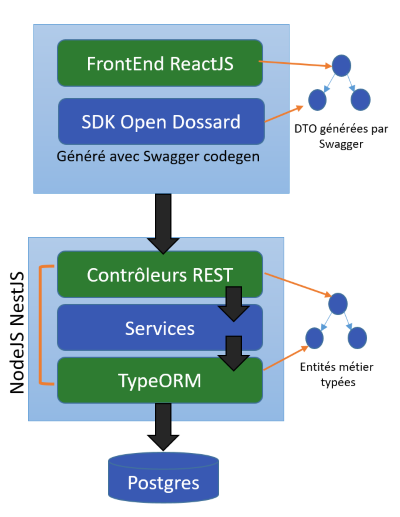 FrontEnd ReactJS
SDK Open Dossard
Généré avec Swagger codegen
DTO générées par
Swagger
NodeJS NestJS
Contrôleurs REST
Services
TypeORM
Entités métier
typées
Postgres